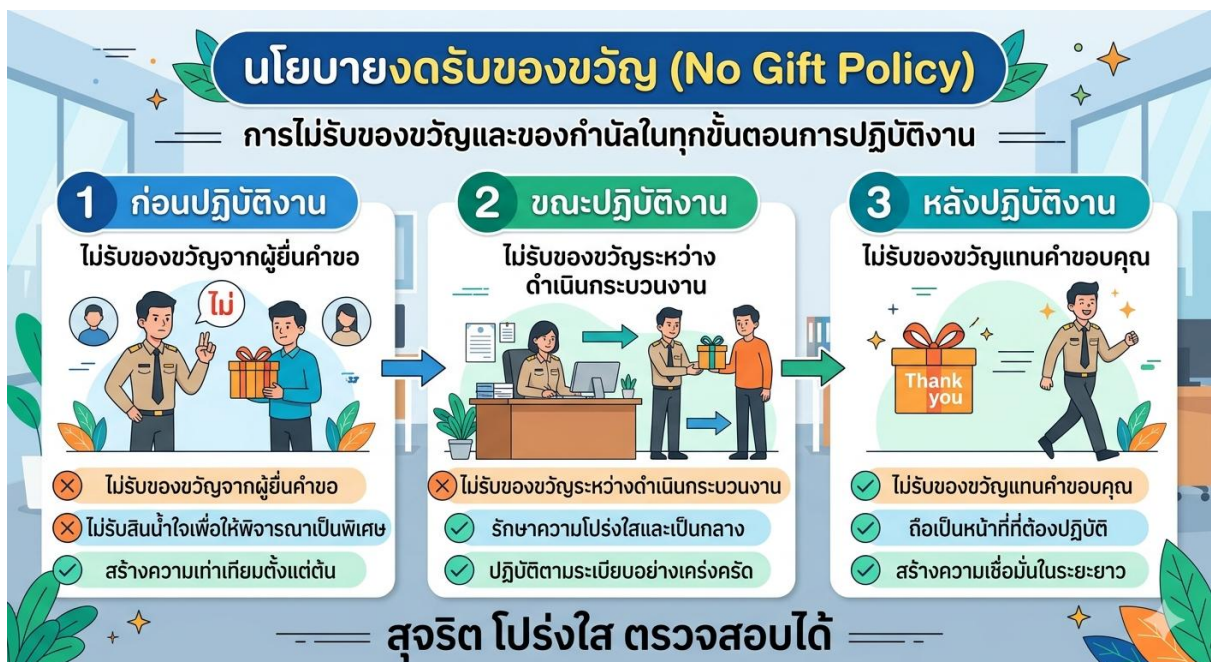 นโยบายงดรับของขวัญ (No Gift Policy)
การไม่รับของขวัญและของกำนัลในทุกขั้นตอนการปฏิบัติงาน
1 ก่อนปฏิบัติงาน
ไม่รับของขวัญจากผู้ยื่นคำขอ
ไม่
ไม่รับของขวัญจากผู้ยื่นคำขอ
ไม่รับสินน้ำใจเพื่อให้พิจารณาเป็นพิเศษ
สร้างความเท่าเทียมตั้งแต่ต้น
2 ขณะปฏิบัติงาน
ไม่รับของขวัญระหว่าง
ดำเนินกระบวนงาน
ไม่รับของขวัญระหว่างดำเนินกระบวนงาน
รักษาความโปร่งใสและเป็นกลาง
ปฏิบัติตามระเบียบอย่างเคร่งครัด
3 หลังปฏิบัติงาน
ไม่รับของขวัญแทนคำขอบคุณ
Thank
you
ไม่รับของขวัญแทนคำขอบคุณ
ถือเป็นหน้าที่ที่ต้องปฏิบัติ
สร้างความเชื่อมั่นในระยะยาว
สุจริต โปร่งใส ตรวจสอบได้